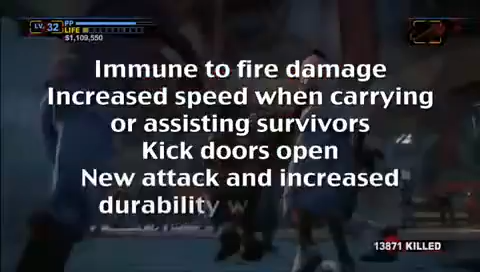 LV. 32 PP
LIFE
$1,109,550
Immune to fire damage
Increased speed when carrying
or assisting survivors
Kick doors open
New attack and increased
durability w
13871 KILLED